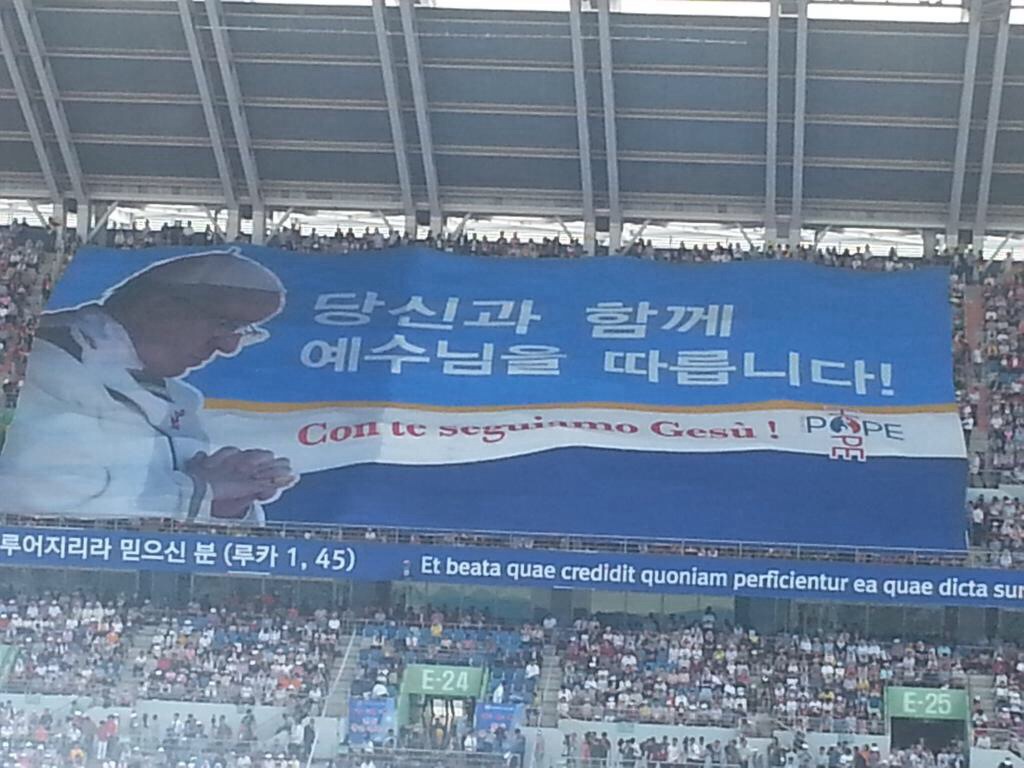 당신과 함께
예수님을 따릅니다!
Con te seguiamo Gesù !
POPE
루어지리라 믿으신 분 (루카 1, 45)
Et beata quae credidit quoniam perficientur ea quae dicta sun
E-24
E-25